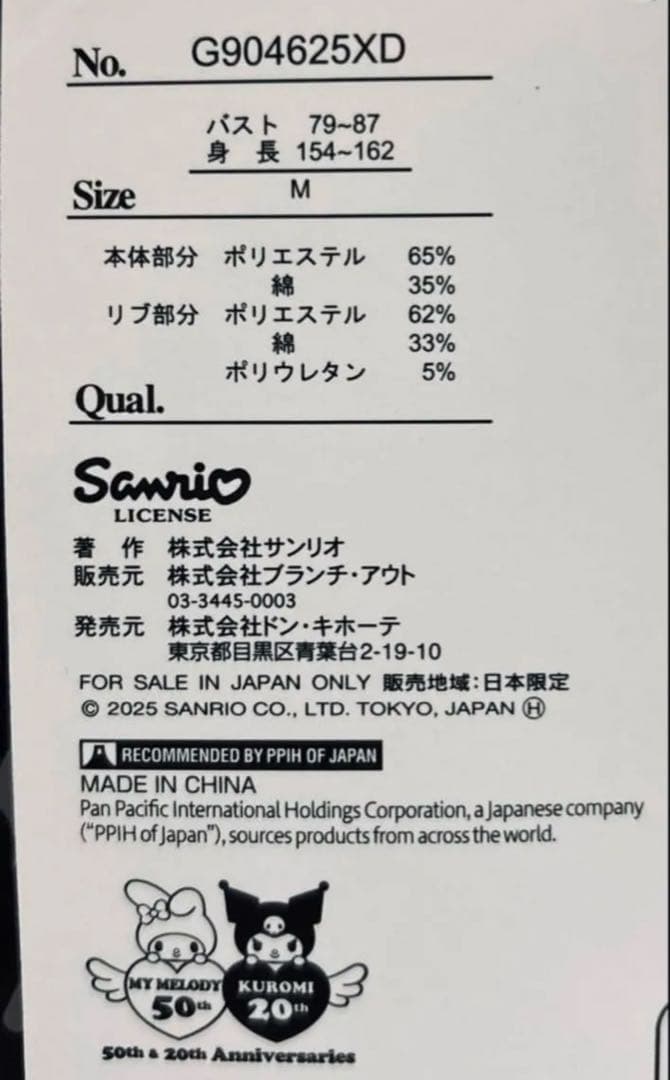 No. G904625XD
バスト 79~87
身 長 154~162
Size M
本体部分 ポリエステル 65%
綿 35%
リブ部分 ポリエステル 62%
綿 33%
ポリウレタン 5%
Qual.
Sanrio
LICENSE
著 作 株式会社サンリオ
販売元 株式会社ブランチ・アウト
03-3445-0003
発売元 株式会社ドン・キホーテ
東京都目黒区青葉台2-19-10
FOR SALE IN JAPAN ONLY 販売地域:日本限定
© 2025 SANRIO CO., LTD. TOKYO, JAPAN Ⓗ
RECOMMENDED BY PPIH OF JAPAN
MADE IN CHINA
Pan Pacific International Holdings Corporation, a Japanese company
("PPIH of Japan"), sources products from across the world.
MY MELODY 50th
KUROMI 20th
50th & 20th Anniversaries